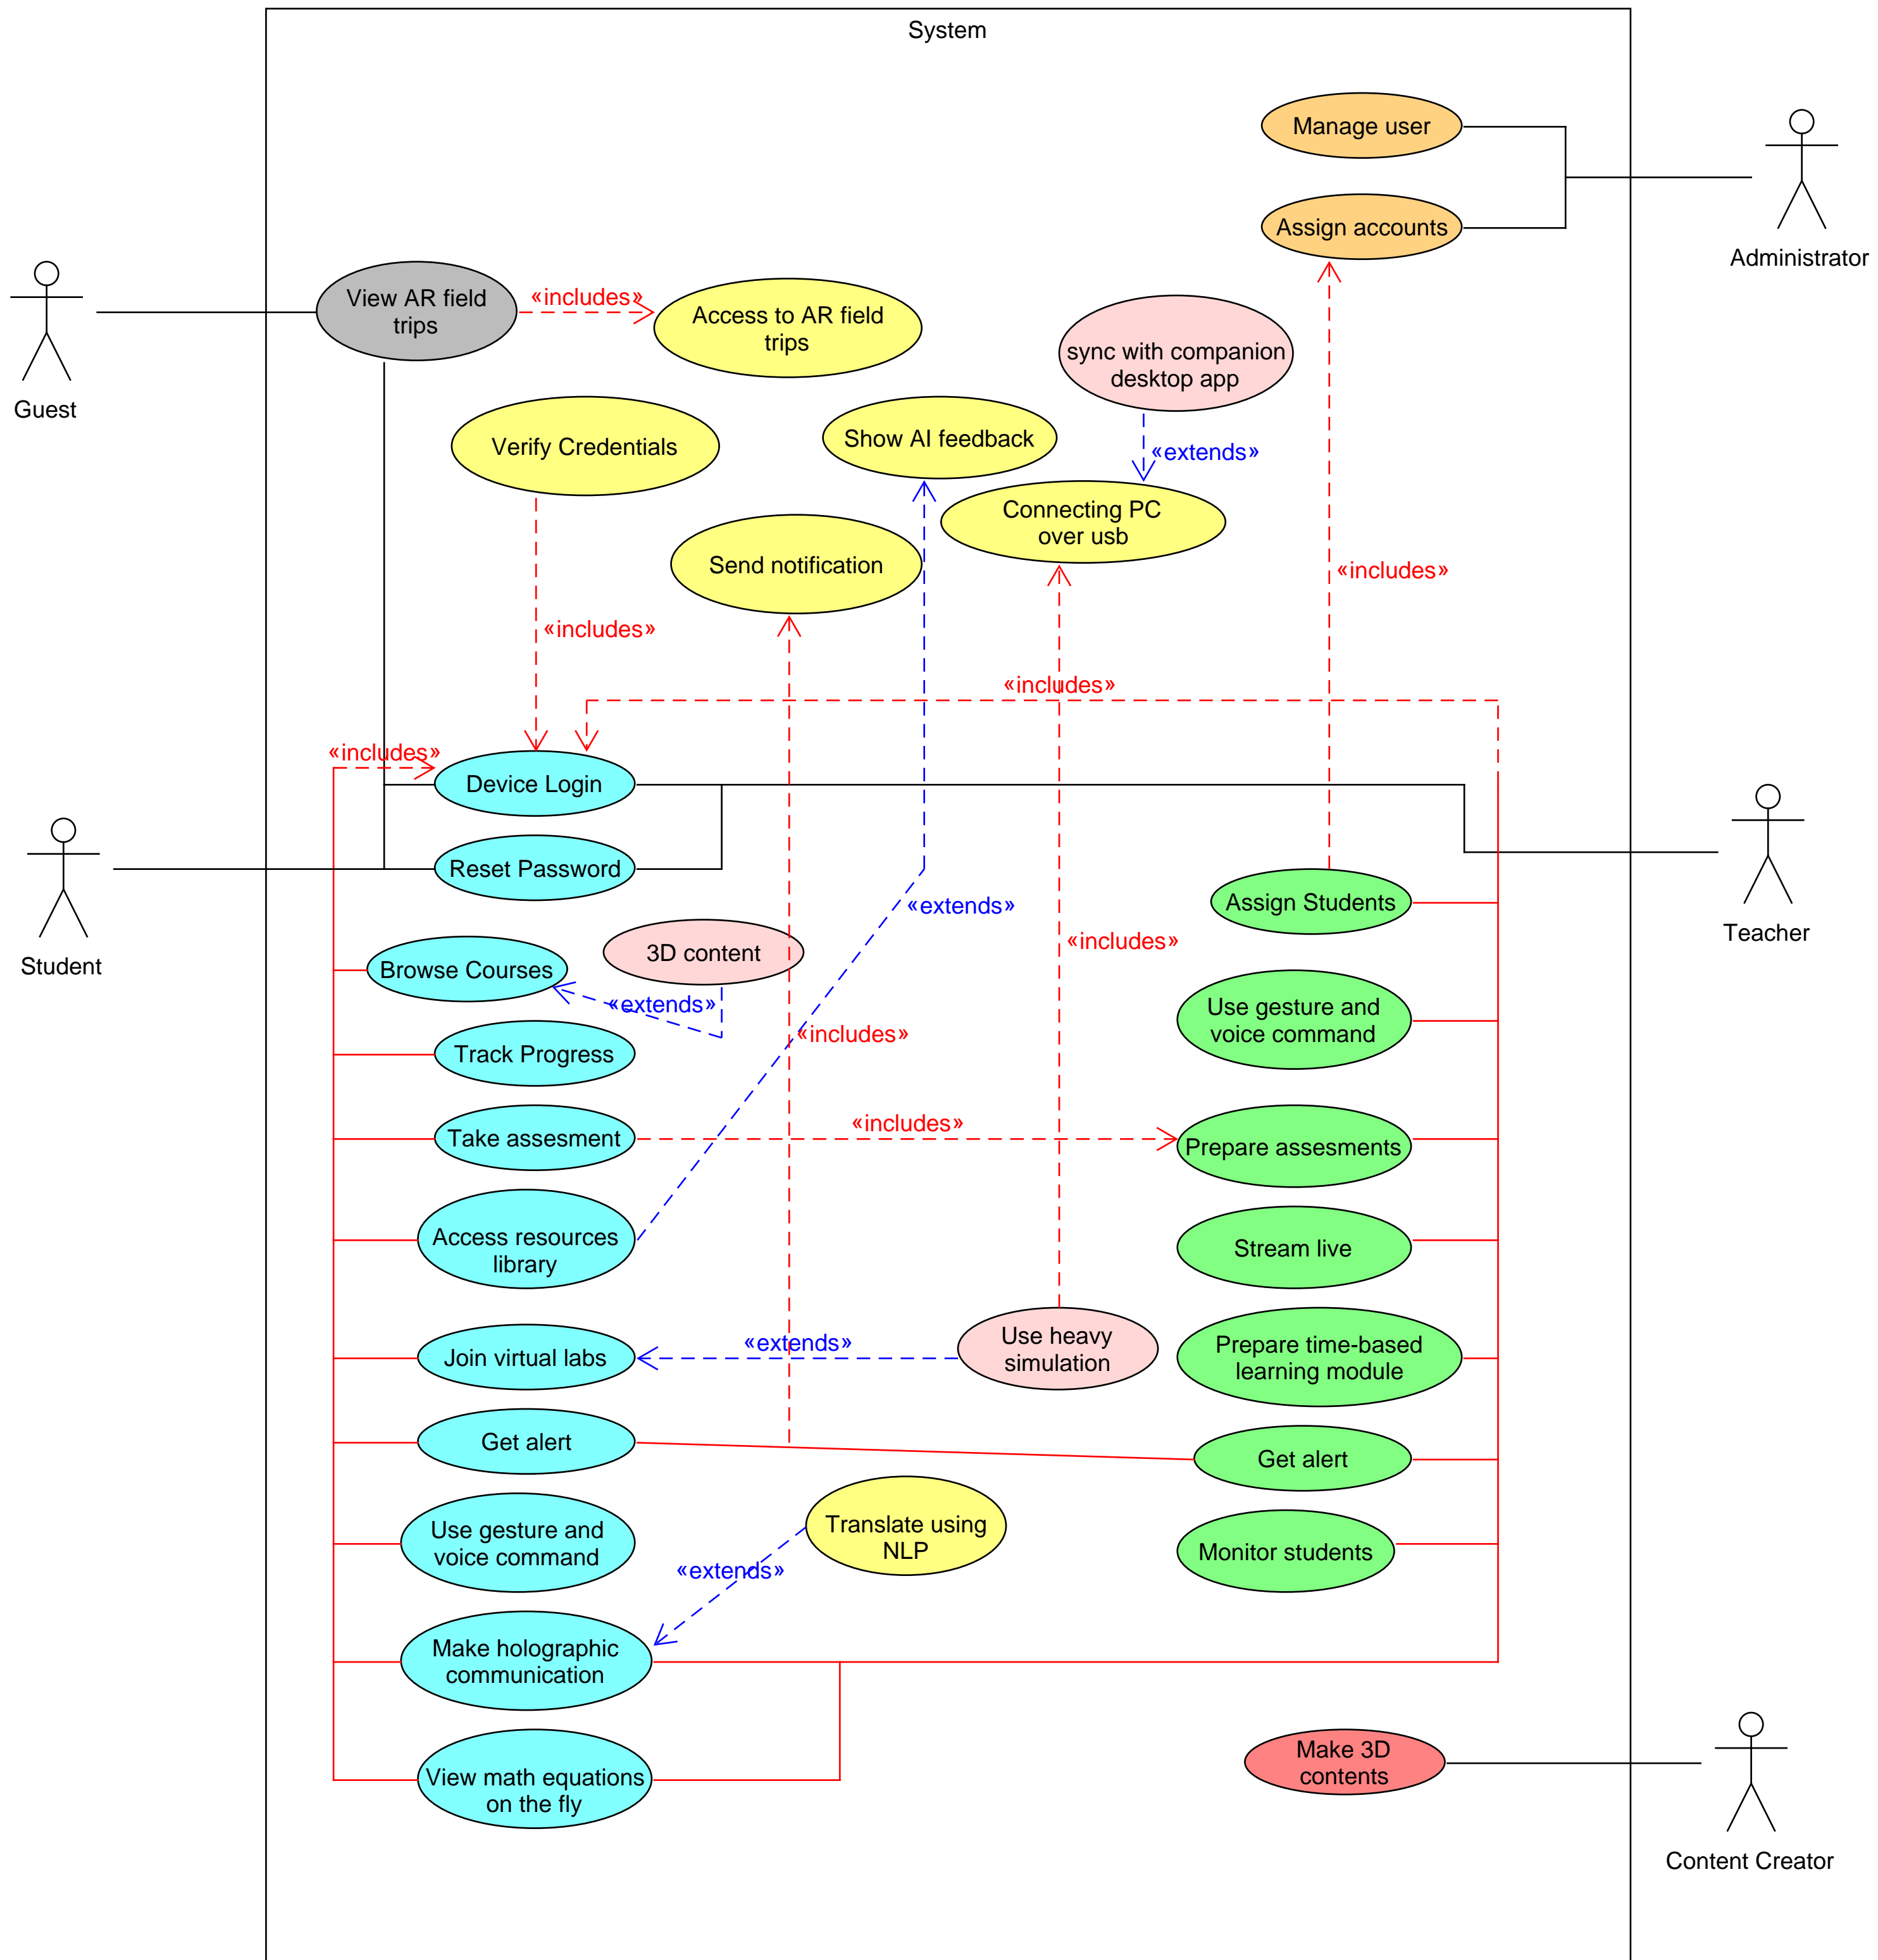 System
Manage user
Assign accounts
Administrator
View AR field
trips
«includes»
Access to AR field
trips
sync with companion
desktop app
Guest
Verify Credentials
Show AI feedback
«extends»
Connecting PC
over usb
Send notification
«includes»
«includes»
«includes»
«includes»
Device Login
Reset Password
«extends»
Assign Students
Teacher
Student
Browse Courses
3D content
«includes»
«extends»
Use gesture and
voice command
Track Progress
«includes»
Take assesment
«includes»
Prepare assesments
Access resources
library
Stream live
Join virtual labs
«extends»
Use heavy
simulation
Prepare time-based
learning module
Get alert
Get alert
Use gesture and
voice command
Translate using
NLP
«extends»
Monitor students
Make holographic
communication
View math equations
on the fly
Make 3D
contents
Content Creator